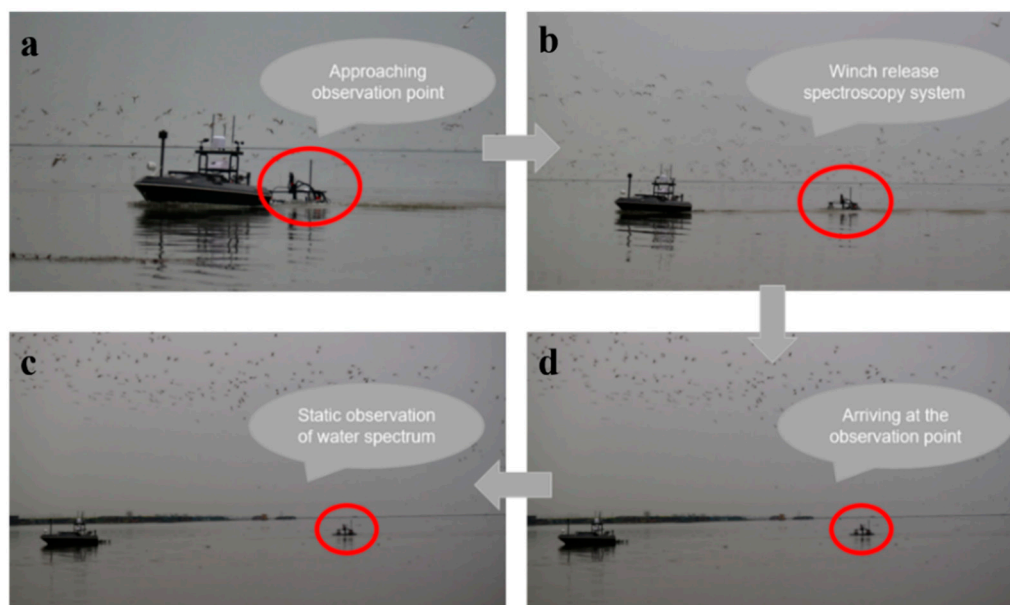 a
Approaching
observation point
b
Winch release
spectroscopy system
c
Static observation
of water spectrum
d
Arriving at the
observation point